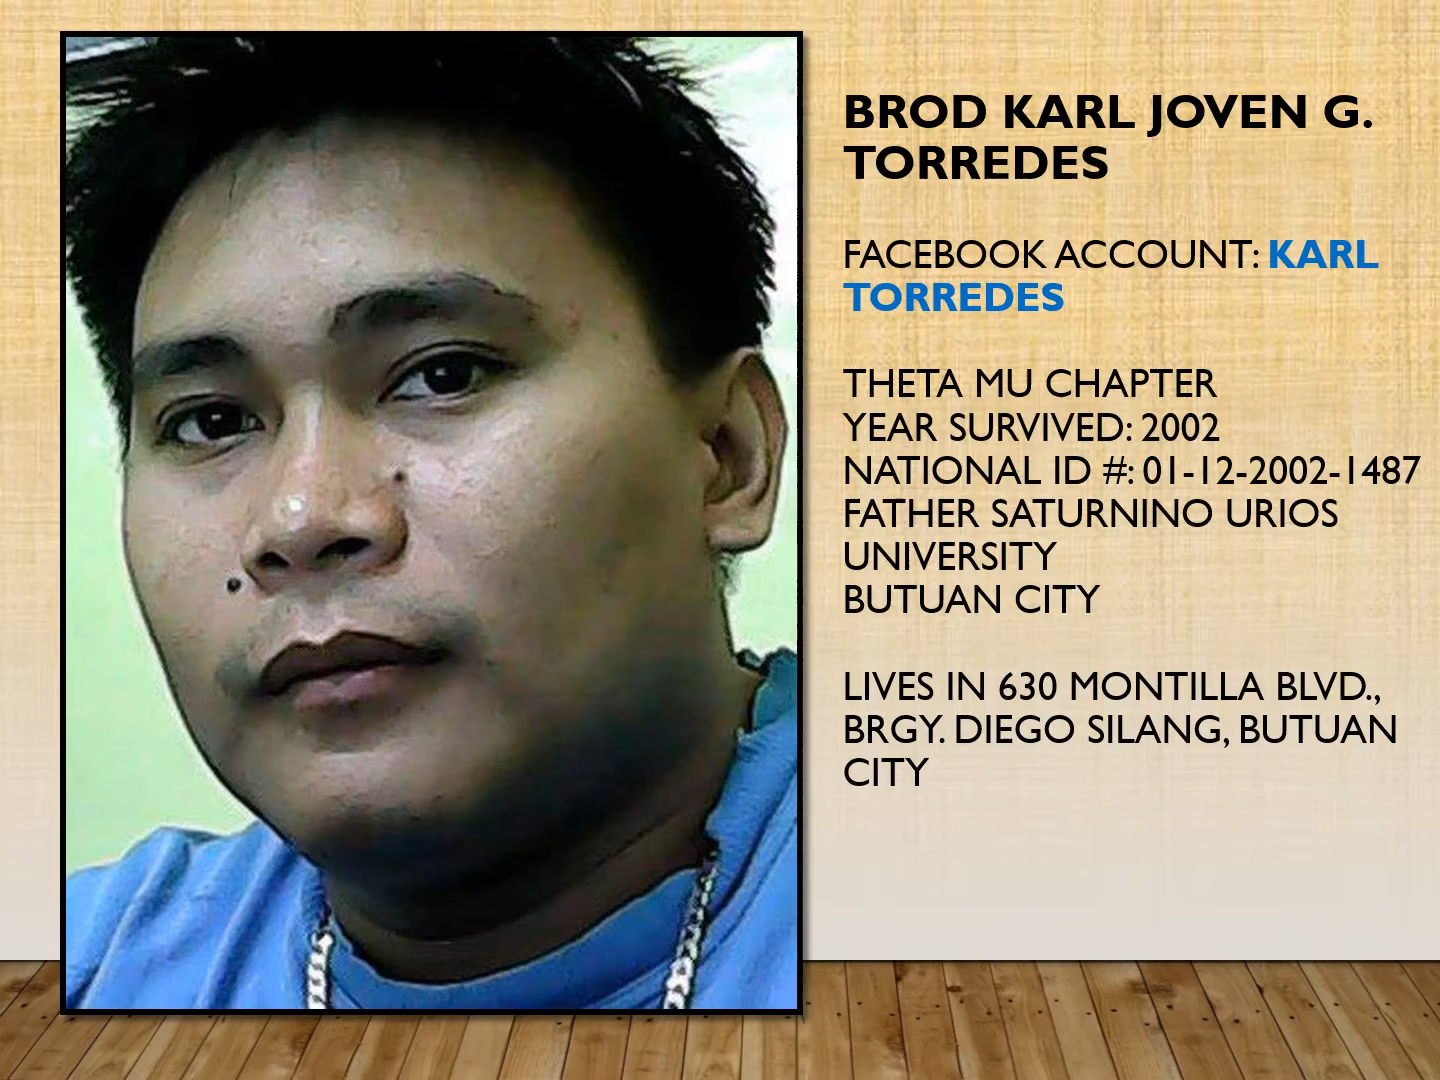 BROD KARL JOVEN G.
TORREDES
FACEBOOK ACCOUNT: KARL
TORREDES
THETA MU CHAPTER
YEAR SURVIVED: 2002
NATIONAL ID #: 01-12-2002-1487
FATHER SATURNINO URIOS
UNIVERSITY
BUTUAN CITY
LIVES IN 630 MONTILLA BLVD.,
BRGY. DIEGO SILANG, BUTUAN
CITY